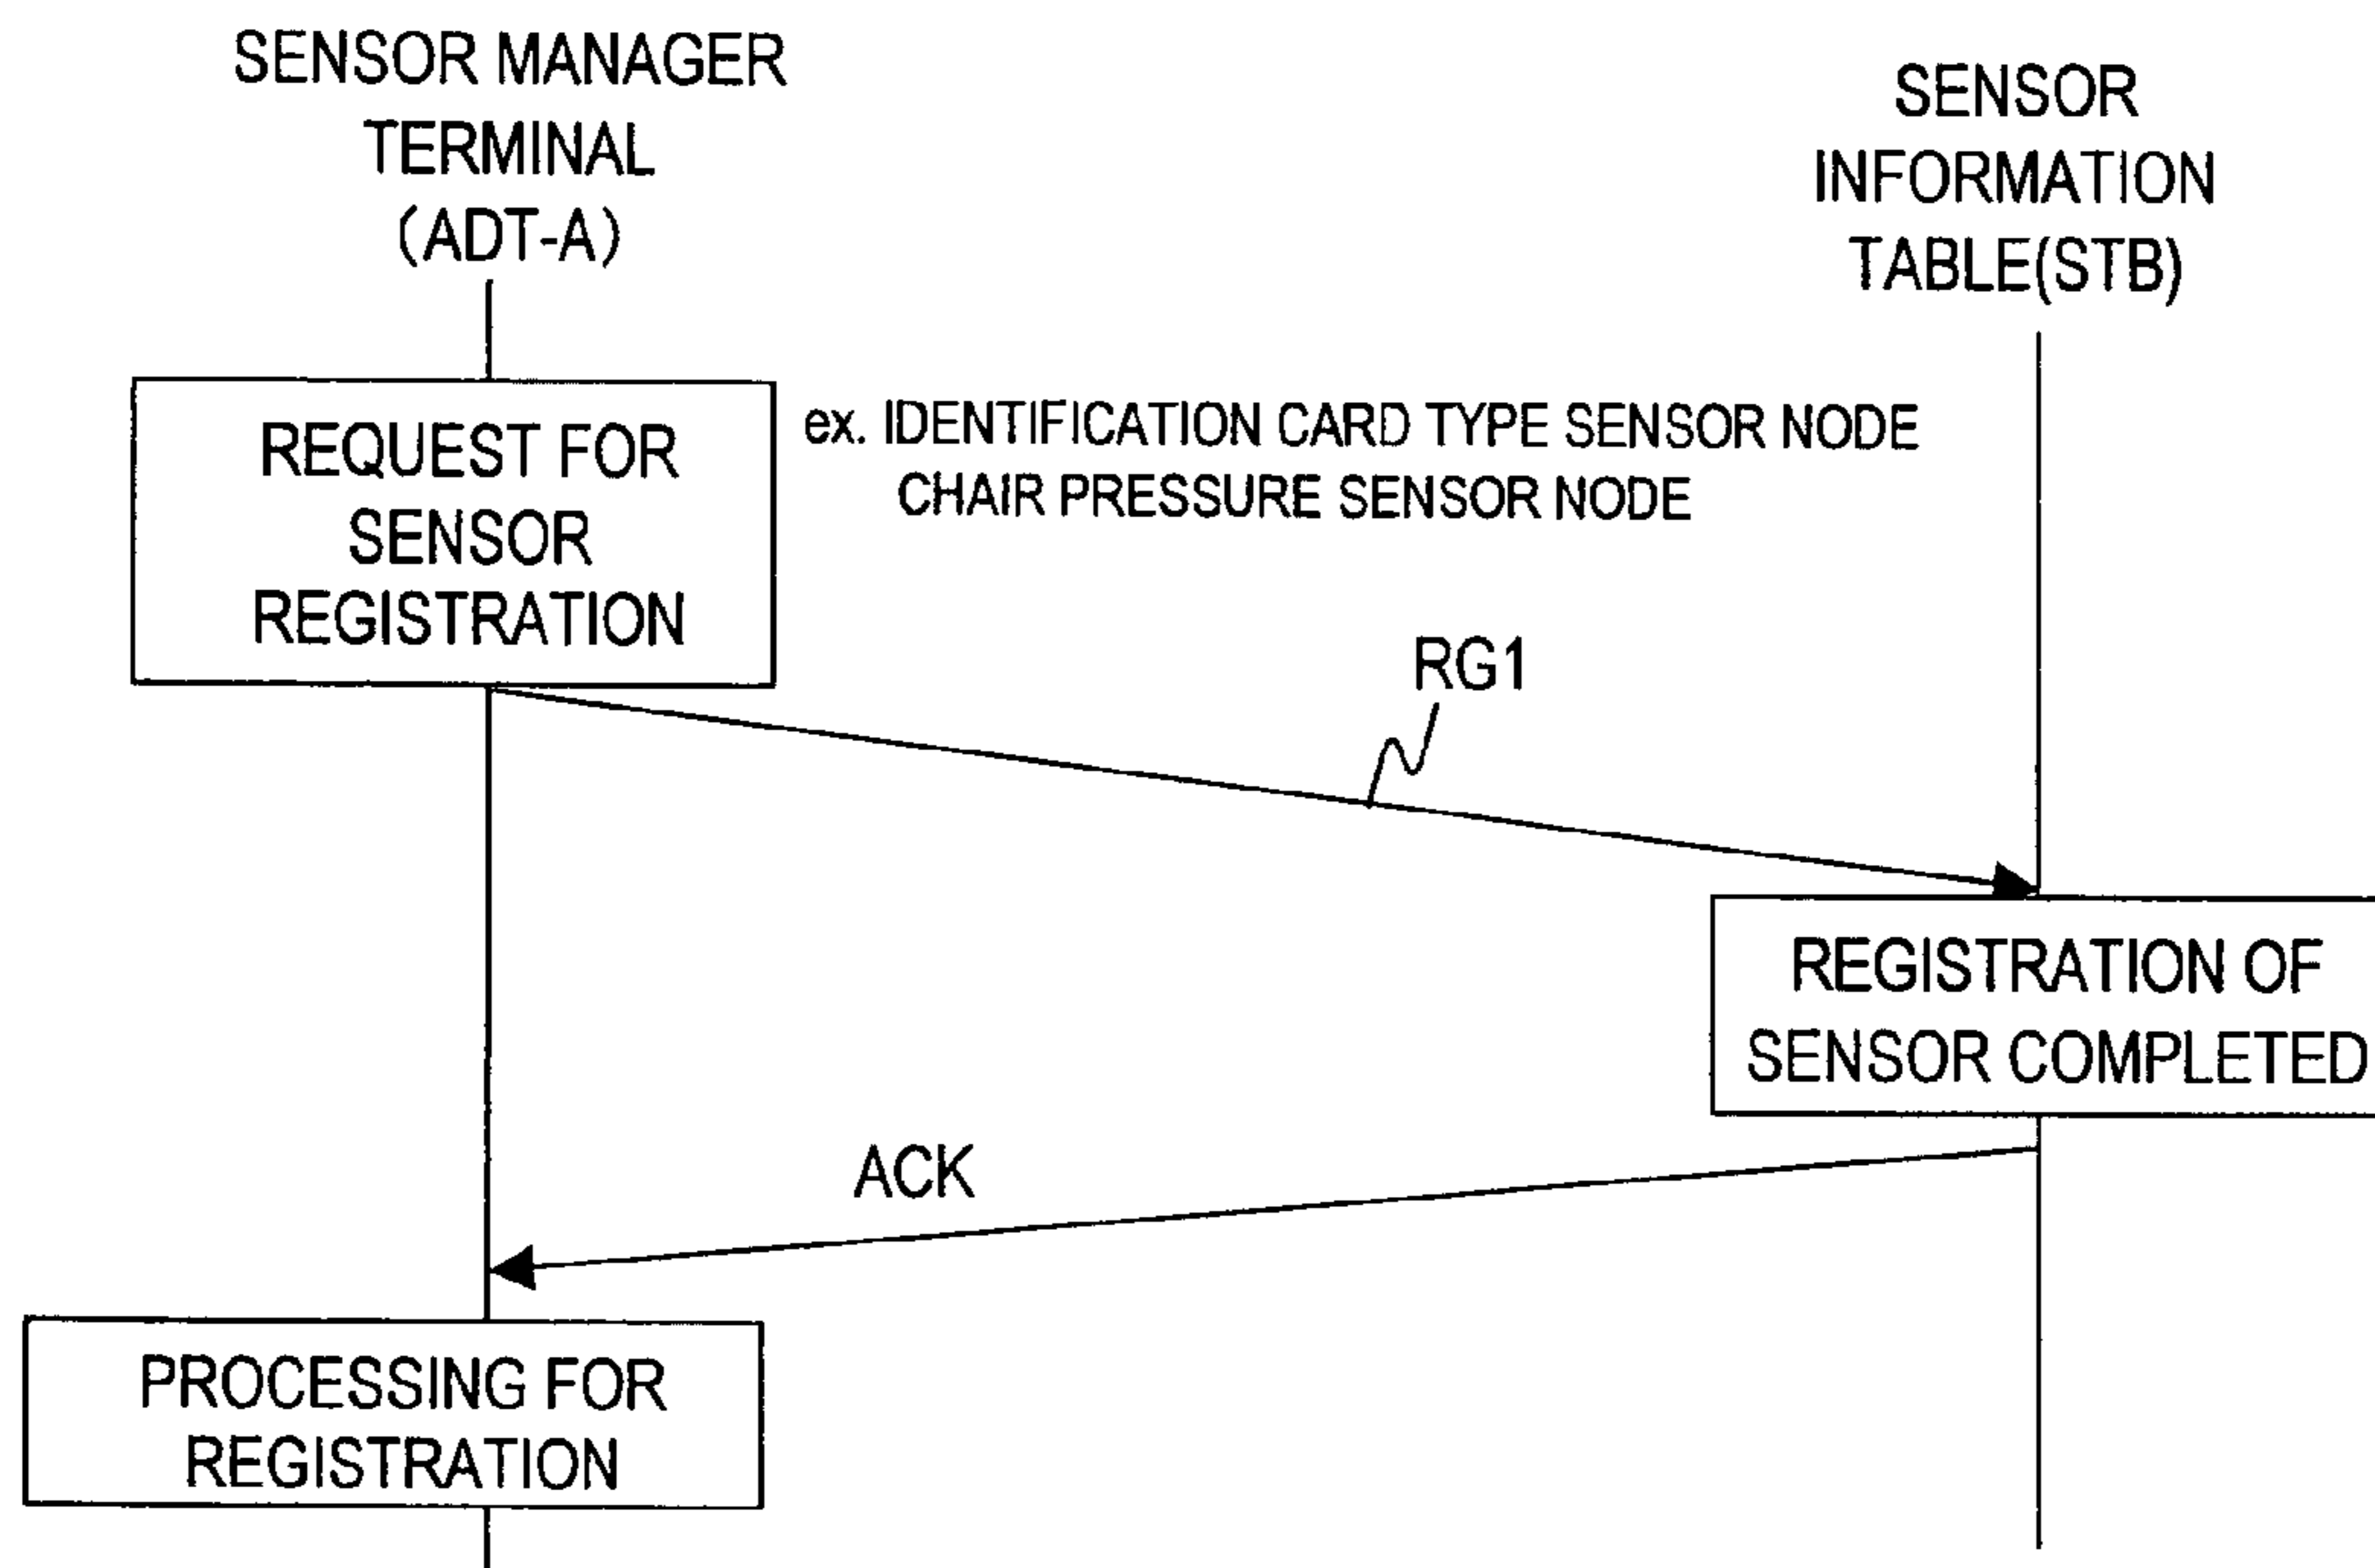 SENSOR MANAGER
TERMINAL
(ADT-A)
SENSOR
INFORMATION
TABLE(STB)
REQUEST FOR
SENSOR
REGISTRATION
ex. IDENTIFICATION CARD TYPE SENSOR NODE
CHAIR PRESSURE SENSOR NODE
RG1
REGISTRATION OF
SENSOR COMPLETED
ACK
PROCESSING FOR
REGISTRATION